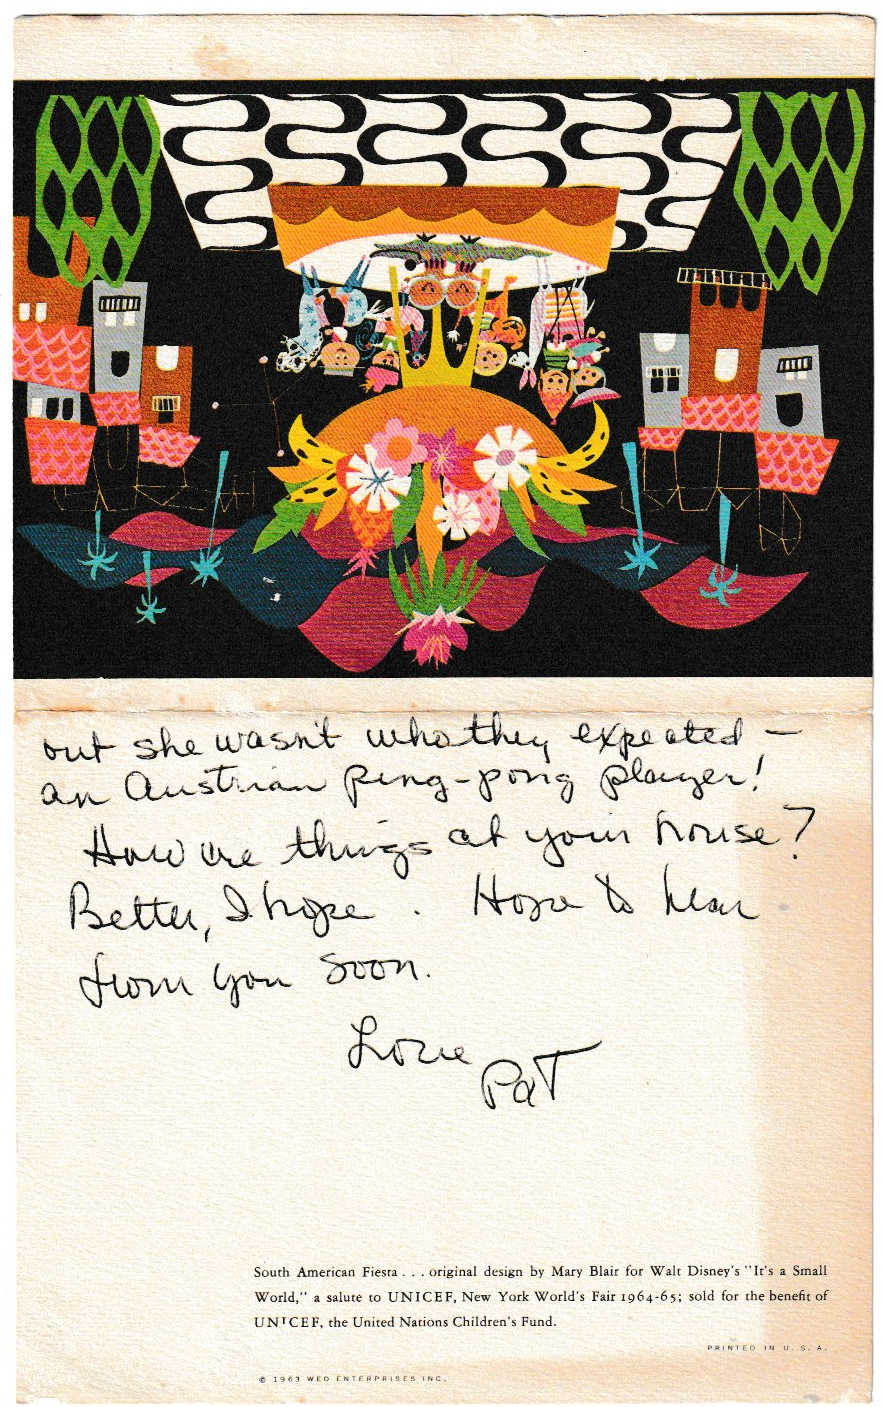 out she wasn't who they expected –
an Austrian ping-pong player!
How are things at your house?
Better, I hope. Hope to hear
from you soon.
Love
Pat
South American Fiesta . . . original design by Mary Blair for Walt Disney's "It's a Small
World," a salute to UNICEF, New York World's Fair 1964-65; sold for the benefit of
UNICEF, the United Nations Children's Fund.
PRINTED IN U. S. A.
© 1963 WED ENTERPRISES INC.